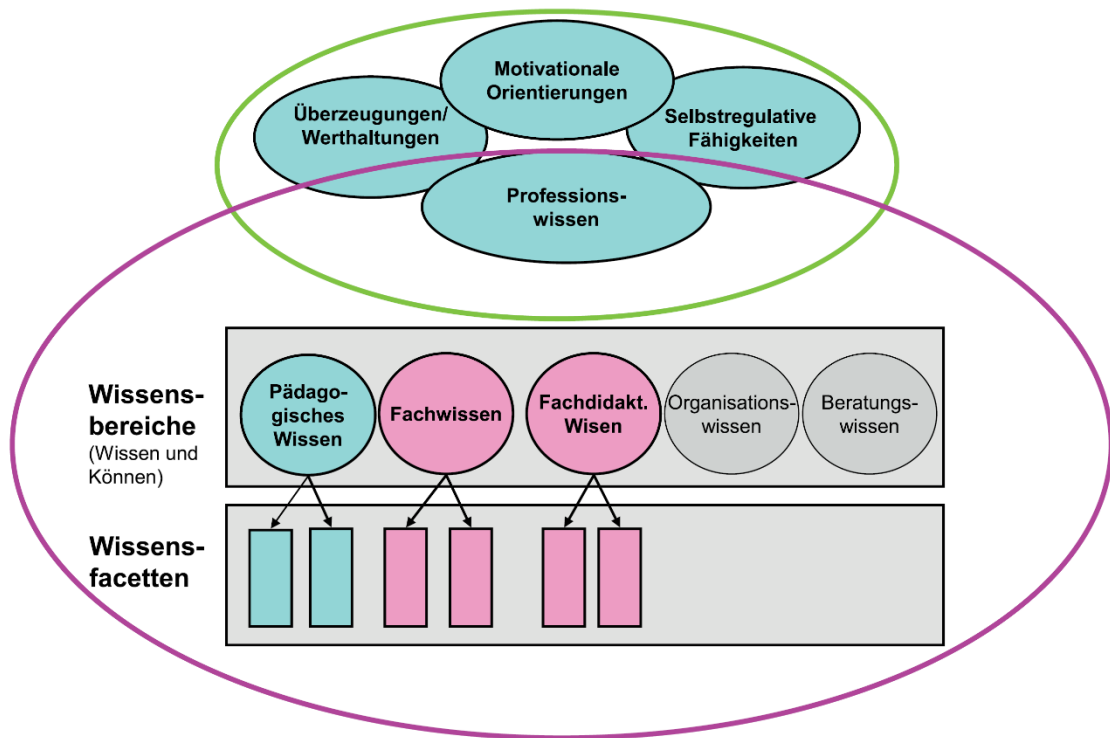 Motivationale
Orientierungen
Überzeugungen/
Werthaltungen
Selbstregulative
Fähigkeiten
Professions-
wissen
Wissens-
bereiche
(Wissen und
Können)
Pädago-
gisches
Wissen
Fachwissen
Fachdidakt.
Wisen
Organisations-
wissen
Beratungs-
wissen
Wissens-
facetten